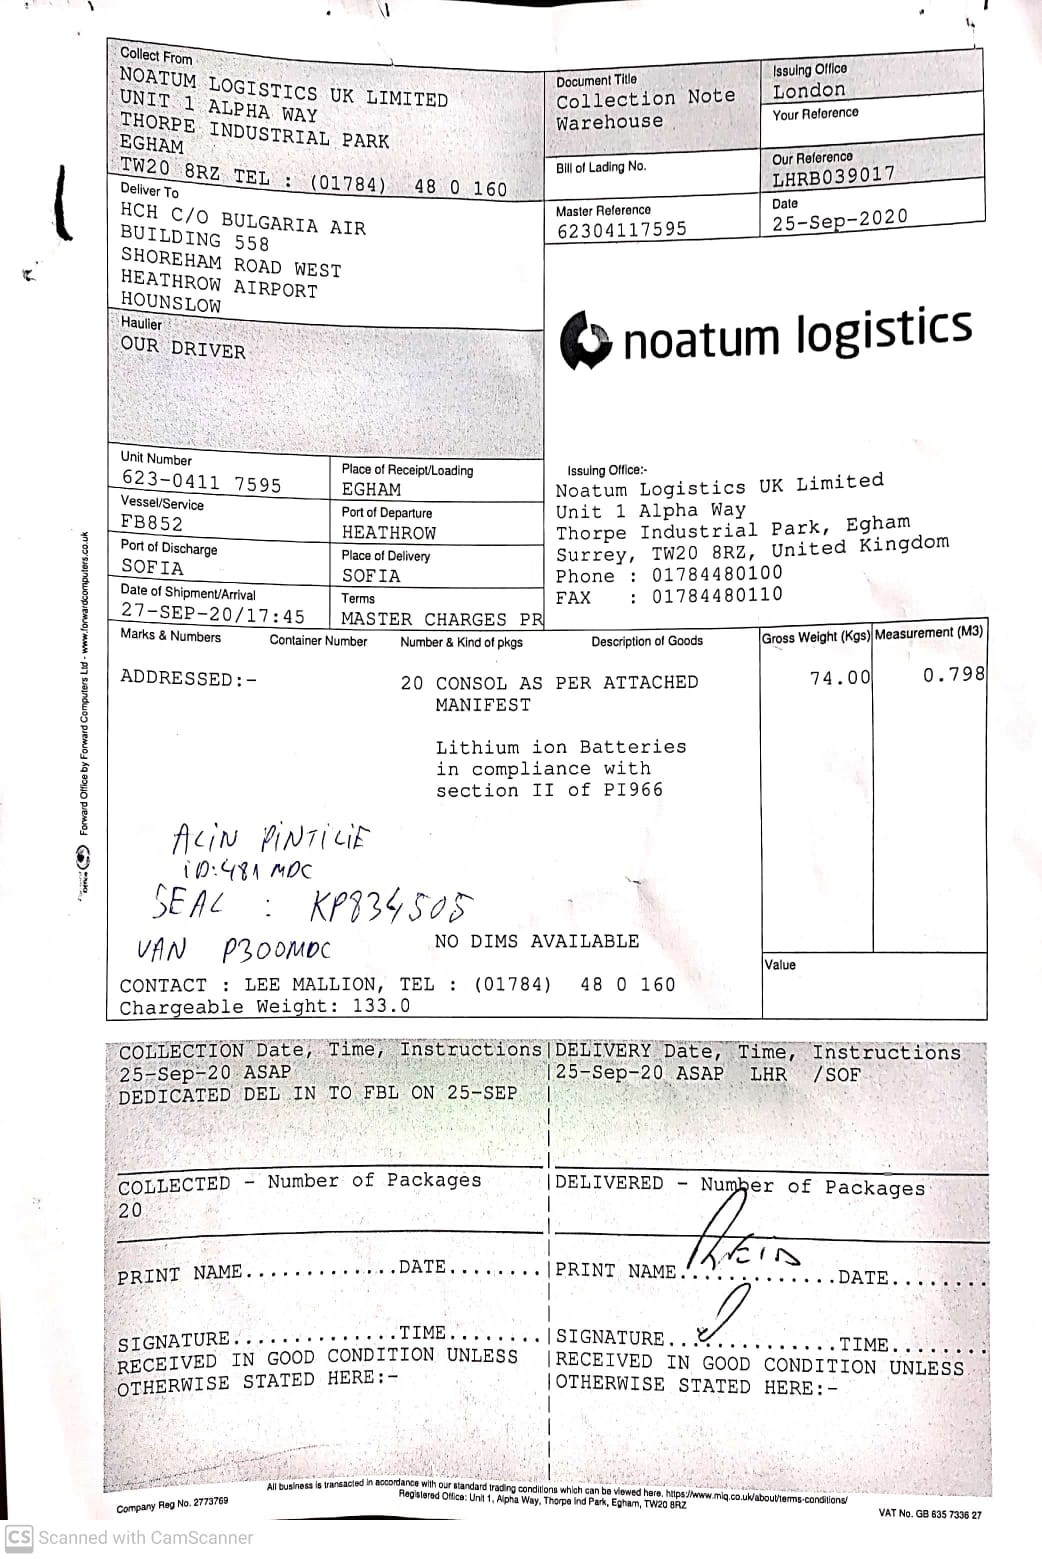 Collect From
NOATUM LOGISTICS UK LIMITED
UNIT 1 ALPHA WAY
THORPE INDUSTRIAL PARK
EGHAM
TW20 8RZ TEL : (01784) 48 0 160
Document Title
Collection Note
Warehouse
Issuing Office
London
Your Reference
Bill of Lading No.
Our Reference
LHRB039017
Master Reference
62304117595
Date
25-Sep-2020
Deliver To
HCH C/O BULGARIA AIR
BUILDING 558
SHOREHAM ROAD WEST
HEATHROW AIRPORT
HOUNSLOW
Haulier
OUR DRIVER
noatum logistics
Unit Number
623-0411 7595
Place of Receipt/Loading
EGHAM
Vessel/Service
FB852
Port of Departure
HEATHROW
Port of Discharge
SOFIA
Place of Delivery
SOFIA
Date of Shipment/Arrival
27-SEP-20/17:45
Terms
MASTER CHARGES PR
Issuing Office:-
Noatum Logistics UK Limited
Unit 1 Alpha Way
Thorpe Industrial Park, Egham
Surrey, TW20 8RZ, United Kingdom
Phone : 01784480100
FAX : 01784480110
Marks & Numbers Container Number Number & Kind of pkgs Description of Goods Gross Weight (Kgs) Measurement (M3)
ADDRESSED:- 20 CONSOL AS PER ATTACHED 74.00 0.798
MANIFEST
Lithium ion Batteries
in compliance with
section II of PI966
ALIN PINTILIE
ID:481 MDC
SEAL : KP834505
VAN P300MDC
NO DIMS AVAILABLE
Value
CONTACT : LEE MALLION, TEL : (01784) 48 0 160
Chargeable Weight: 133.0
COLLECTION Date, Time, Instructions
25-Sep-20 ASAP
DEDICATED DEL IN TO FBL ON 25-SEP
DELIVERY Date, Time, Instructions
25-Sep-20 ASAP LHR /SOF
COLLECTED - Number of Packages
20
DELIVERED - Number of Packages
PRINT NAME.............DATE........
SIGNATURE..............TIME........
RECEIVED IN GOOD CONDITION UNLESS
OTHERWISE STATED HERE:-
PRINT NAME.............DATE........
SIGNATURE..............TIME........
RECEIVED IN GOOD CONDITION UNLESS
OTHERWISE STATED HERE:-
Forward Office by Forward Computers Ltd - www.forwardcomputers.co.uk
All business is transacted in accordance with our standard trading conditions which can be viewed here. https://www.miq.co.uk/about/terms-conditions/
Registered Office: Unit 1, Alpha Way, Thorpe Ind Park, Egham, TW20 8RZ
Company Reg No. 2773769
VAT No. GB 635 7336 27
CS Scanned with CamScanner